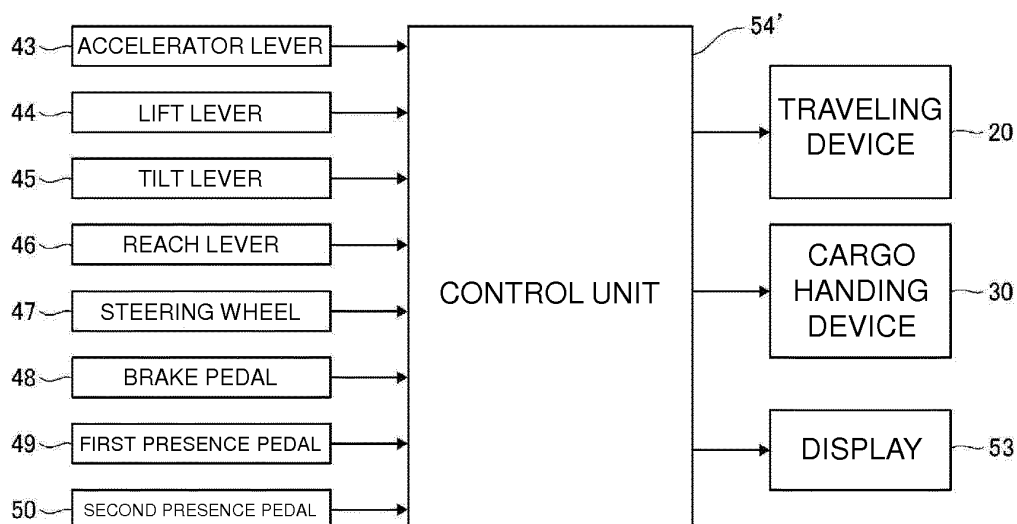 43 ACCELERATOR LEVER
44 LIFT LEVER
45 TILT LEVER
46 REACH LEVER
47 STEERING WHEEL
48 BRAKE PEDAL
49 FIRST PRESENCE PEDAL
50 SECOND PRESENCE PEDAL
CONTROL UNIT
54'
TRAVELING
DEVICE
20
CARGO
HANDING
DEVICE
30
DISPLAY
53